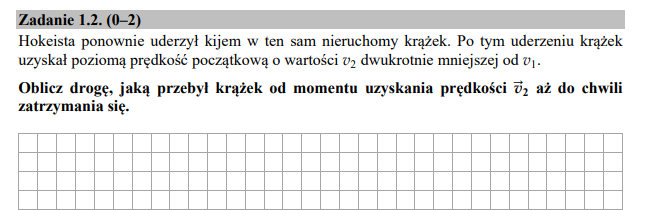 Zadanie 1.2. (0–2)
Hokeista ponownie uderzył kijem w ten sam nieruchomy krążek. Po tym uderzeniu krążek
uzyskał poziomą prędkość początkową o wartości v₂ dwukrotnie mniejszej od v₁.
Oblicz drogę, jaką przebył krążek od momentu uzyskania prędkości v⃗₂ aż do chwili
zatrzymania się.